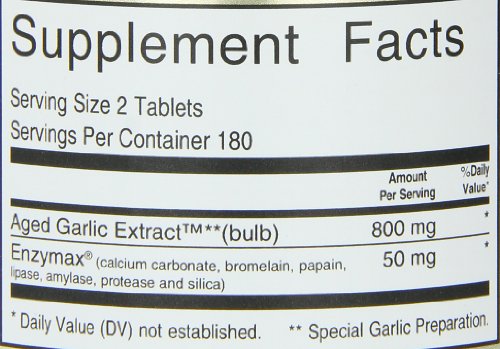 Supplement Facts
Serving Size 2 Tablets
Servings Per Container 180
Amount Per Serving %Daily Value*
Aged Garlic Extract™**(bulb) 800 mg *
Enzymax® (calcium carbonate, bromelain, papain, 50 mg *
lipase, amylase, protease and silica)
* Daily Value (DV) not established. ** Special Garlic Preparation.